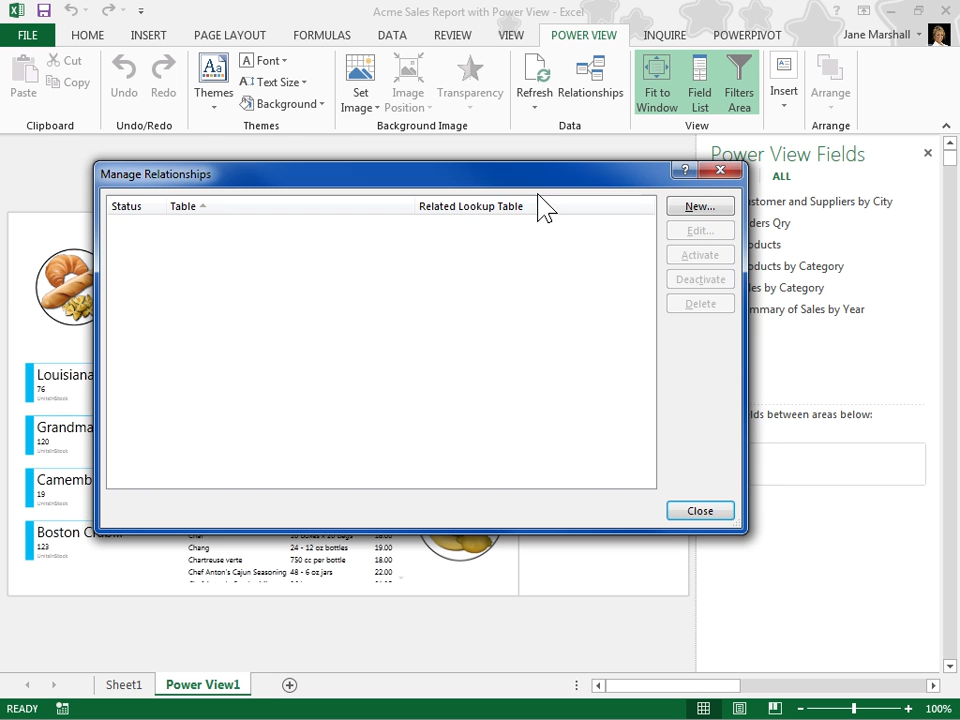 Acme Sales Report with Power View - Excel
FILE HOME INSERT PAGE LAYOUT FORMULAS DATA REVIEW VIEW POWER VIEW INQUIRE POWERPIVOT Jane Marshall
Paste
Cut
Copy
Undo Redo
Themes
Font
Text Size
Background
Set Image
Image Position
Transparency
Refresh Relationships
Fit to Window
Field List
Filters Area
Insert
Arrange
Clipboard Undo/Redo Themes Background Image Data View Arrange
Power View Fields
ALL
Manage Relationships
Status Table Related Lookup Table
New...
Edit...
Activate
Deactivate
Delete
Close
stomer and Suppliers by City
ders Qry
oducts
oducts by Category
les by Category
mmary of Sales by Year
lds between areas below:
Louisiana
76
UnitsInStock
Grandma
120
UnitsInStock
Camemb
19
UnitsInStock
Boston Crab
123
UnitsInStock
Chang 24 - 12 oz bottles 19.00
Chartreuse verte 750 cc per bottle 18.00
Chef Anton's Cajun Seasoning 48 - 6 oz jars 22.00
Sheet1 Power View1
READY 100%